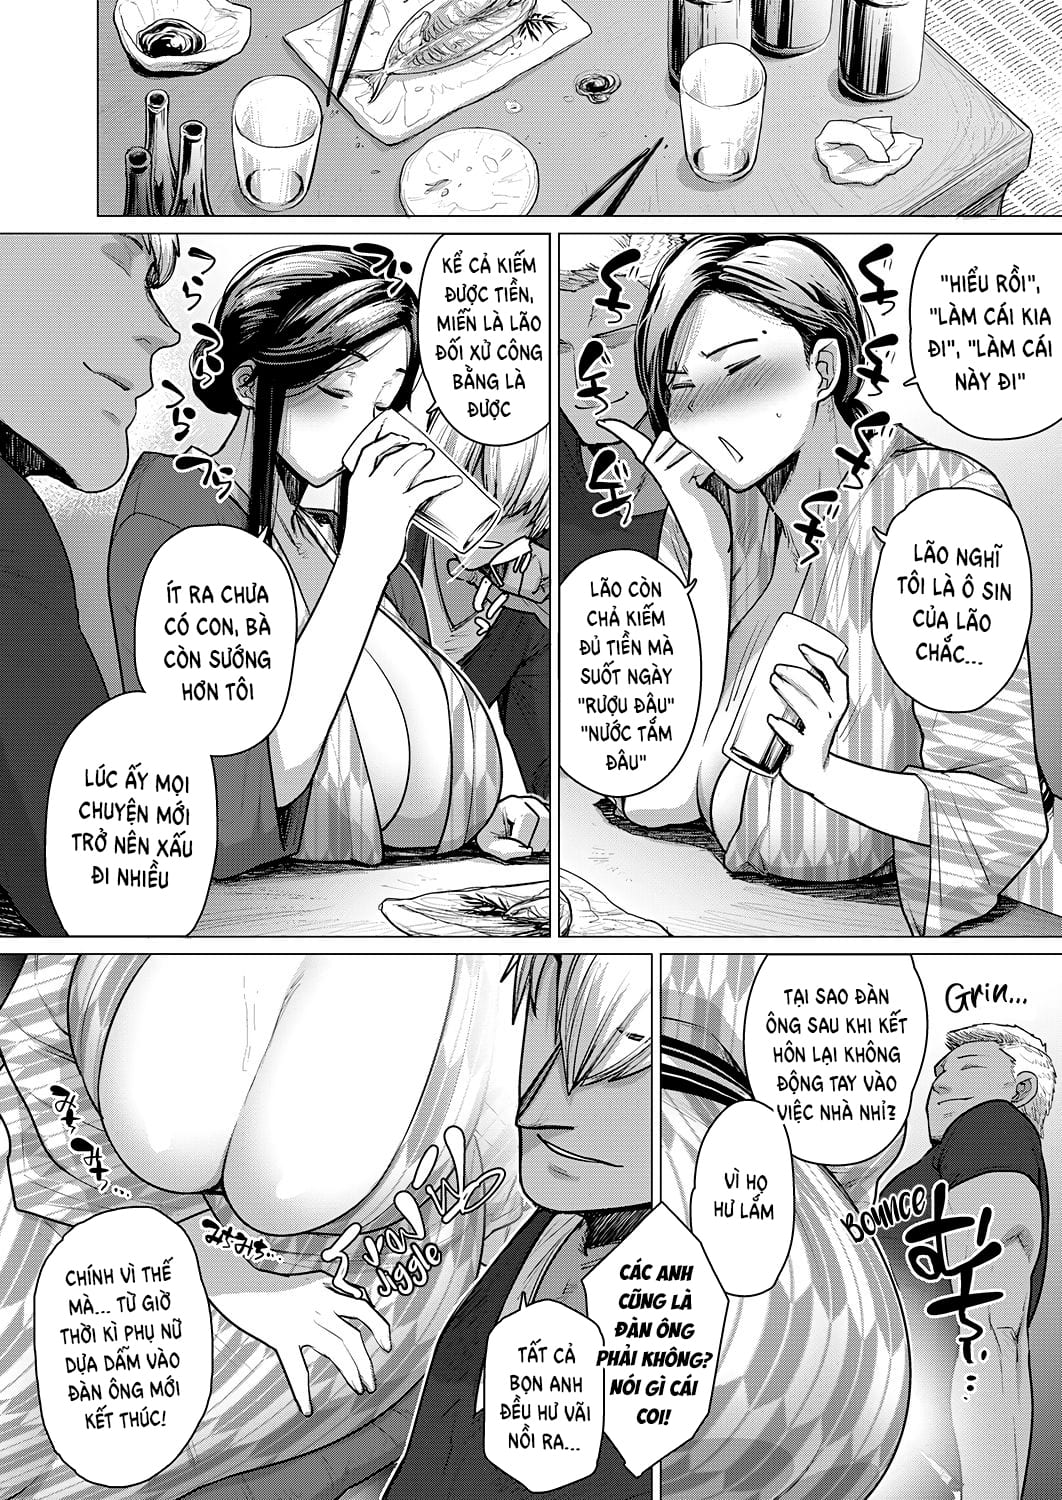 "HIỂU RỒI",
"LÀM CÁI KIA
ĐI", "LÀM CÁI
NÀY ĐI"
LÃO NGHĨ
TÔI LÀ Ô SIN
CỦA LÃO
CHẮC...
LÃO CÒN
CHẢ KIẾM
ĐỦ TIỀN MÀ
SUỐT NGÀY
"RƯỢU ĐÂU"
"NƯỚC TẮM
ĐÂU"
KỂ CẢ KIẾM
ĐƯỢC TIỀN,
MIỄN LÀ LÃO
ĐỐI XỬ CÔNG
BẰNG LÀ
ĐƯỢC
ÍT RA CHƯA
CÓ CON, BÀ
CÒN SƯỚNG
HƠN TÔI
LÚC ẤY MỌI
CHUYỆN MỚI
TRỞ NÊN XẤU
ĐI NHIỀU
Grin...
TẠI SAO ĐÀN
ÔNG SAU KHI KẾT
HÔN LẠI KHÔNG
ĐỘNG TAY VÀO
VIỆC NHÀ NHỈ?
VÌ HỌ
HƯ LẮM
BOUNCE
CÁC ANH
CŨNG LÀ
ĐÀN ÔNG
PHẢI KHÔNG?
NÓI GÌ CÁI
COI!
TẤT CẢ
BỌN ANH
ĐỀU HƯ VÃI
NỒI RA...
Jiggle
CHÍNH VÌ THẾ
MÀ... TỪ GIỜ
THỜI KÌ PHỤ NỮ
DỰA DẪM VÀO
ĐÀN ÔNG MỚI
KẾT THÚC!